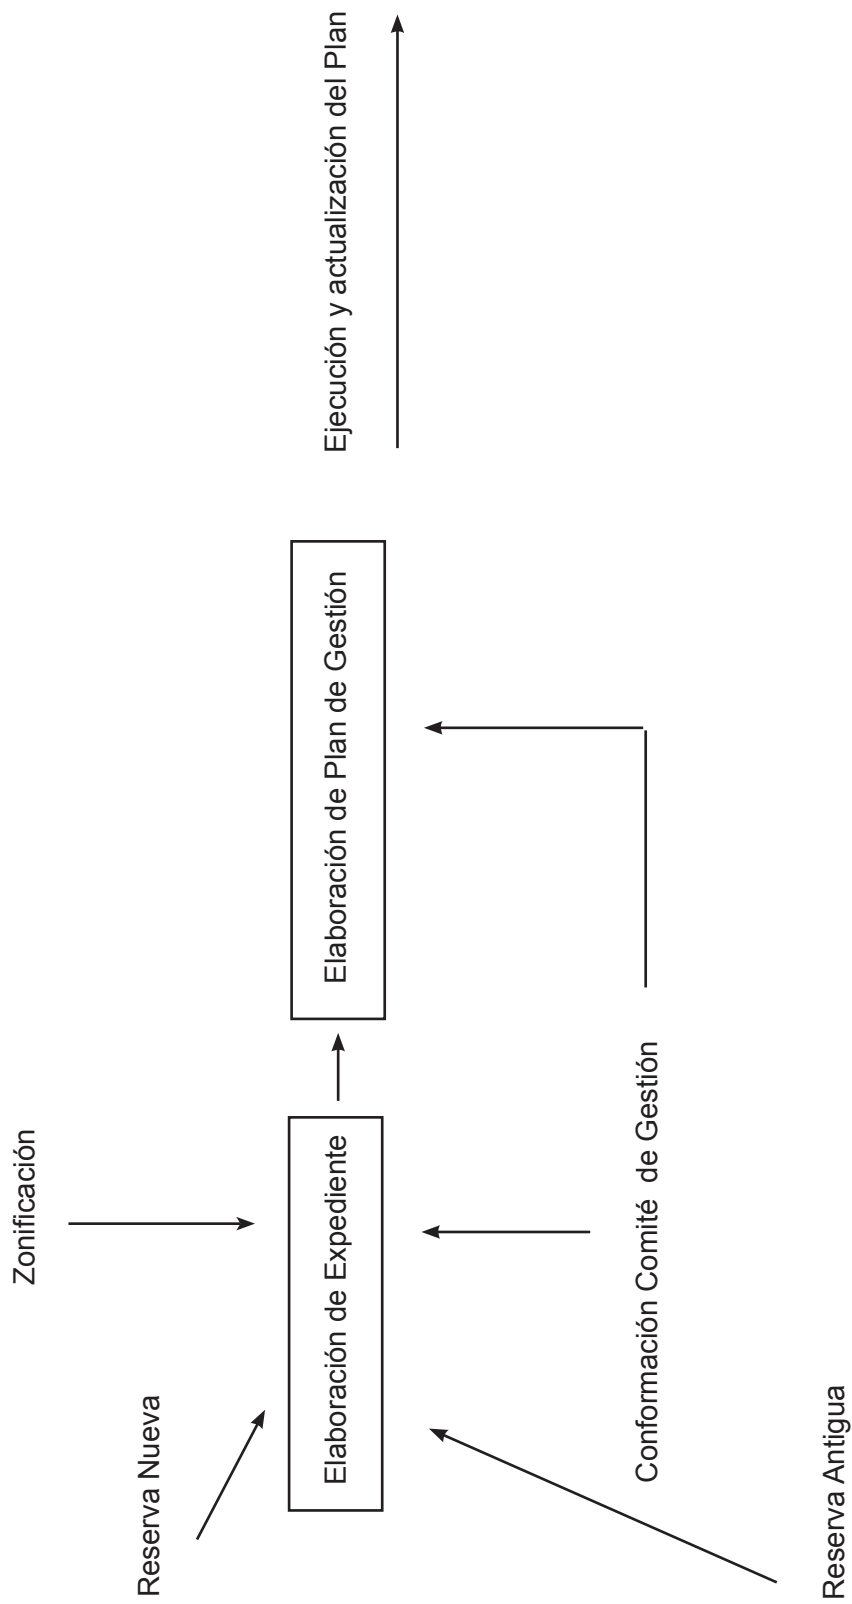 Zonificación
Reserva Nueva
Elaboración de Expediente
Elaboración de Plan de Gestión
Ejecución y actualización del Plan
Conformación Comité de Gestión
Reserva Antigua